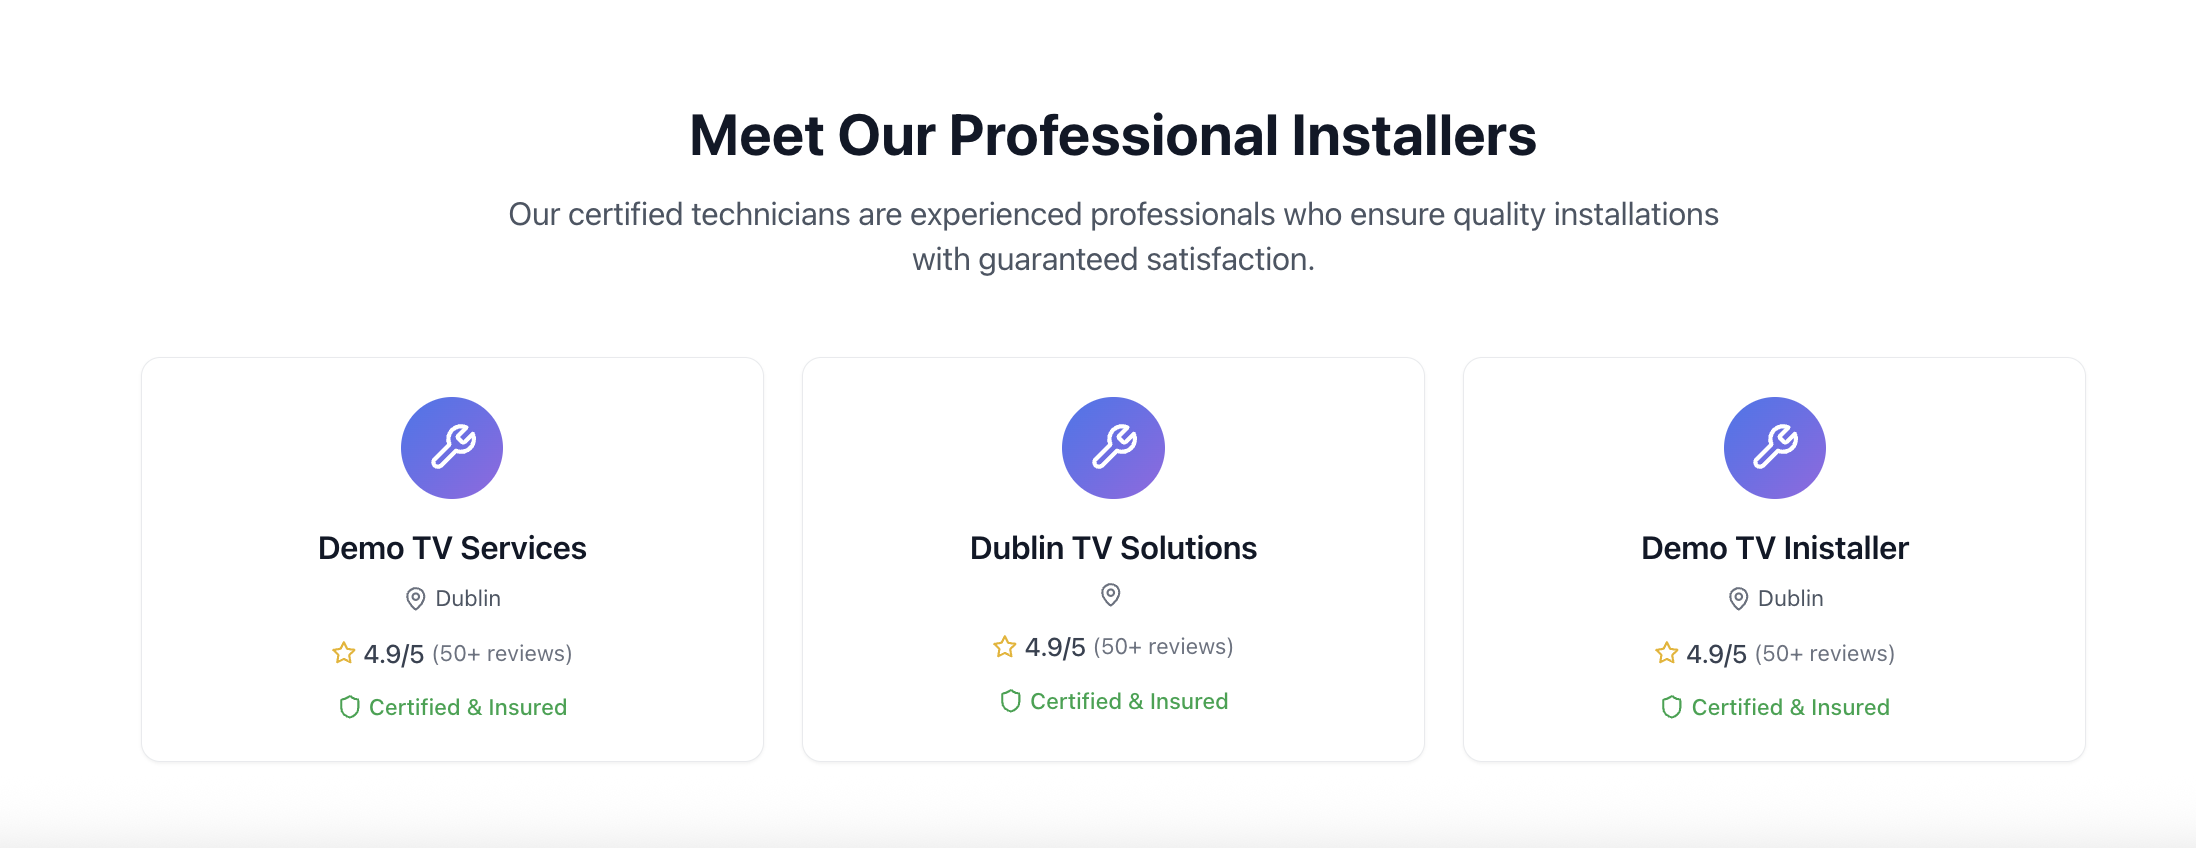 Meet Our Professional Installers
Our certified technicians are experienced professionals who ensure quality installations
with guaranteed satisfaction.
Demo TV Services
Dublin
4.9/5 (50+ reviews)
Certified & Insured
Dublin TV Solutions
4.9/5 (50+ reviews)
Certified & Insured
Demo TV Inistaller
Dublin
4.9/5 (50+ reviews)
Certified & Insured